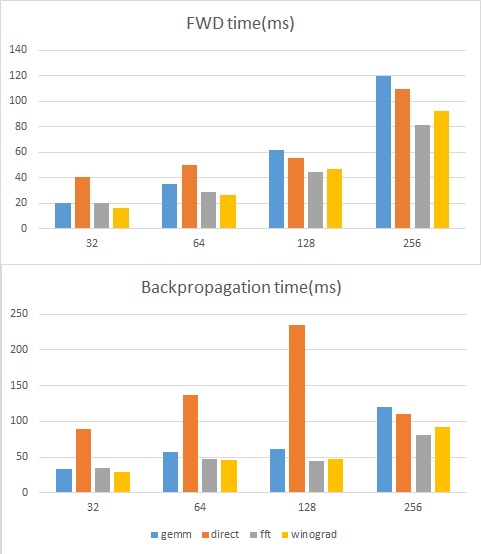 FWD time(ms)
140
120
100
80
60
40
20
0
32 64 128 256
Backpropagation time(ms)
250
200
150
100
50
0
32 64 128 256
gemm direct fft winograd